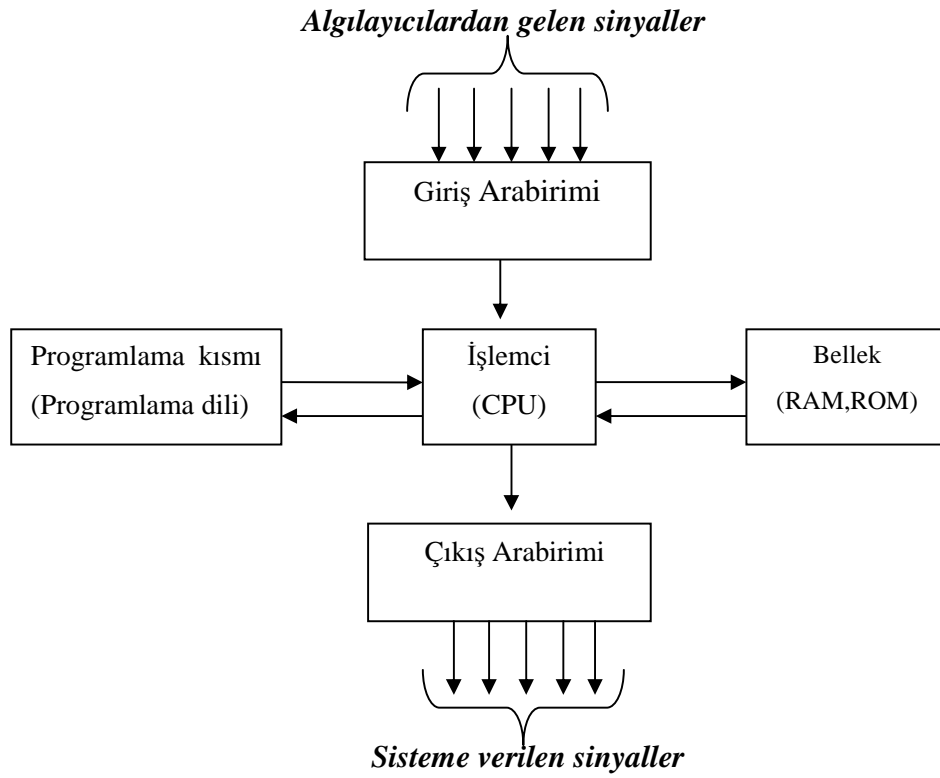 Algılayıcılardan gelen sinyaller
Giriş Arabirimi
Programlama kısmı
(Programlama dili)
İşlemci
(CPU)
Bellek
(RAM,ROM)
Çıkış Arabirimi
Sisteme verilen sinyaller